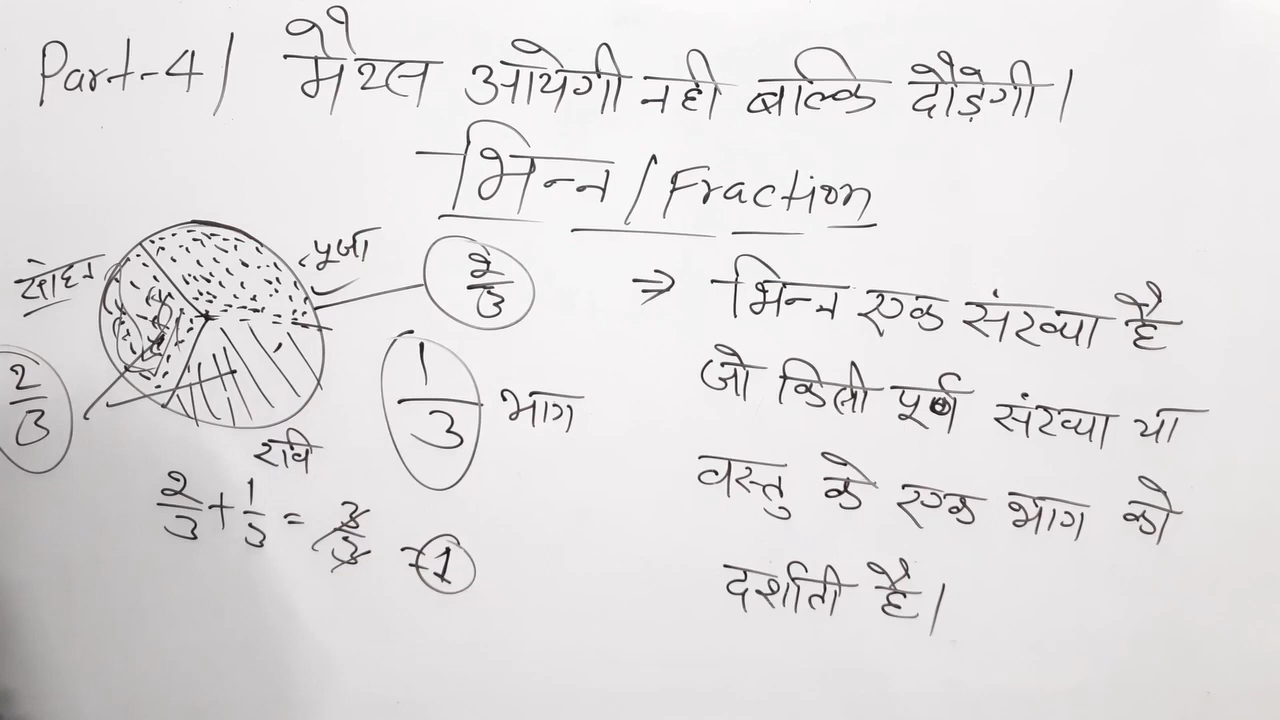 Part-4| मैथ्स आयेगी नही बल्कि दौड़ेगी।
भिन्न / Fraction
सोहन
पूजा
2/3
2/3
1/3 भाग
रवि
2/3 + 1/3 = 3/3 = 1
⇒ भिन्न एक संख्या है
जो किसी पूर्ण संख्या या
वस्तु के एक भाग को
दर्शाती है।